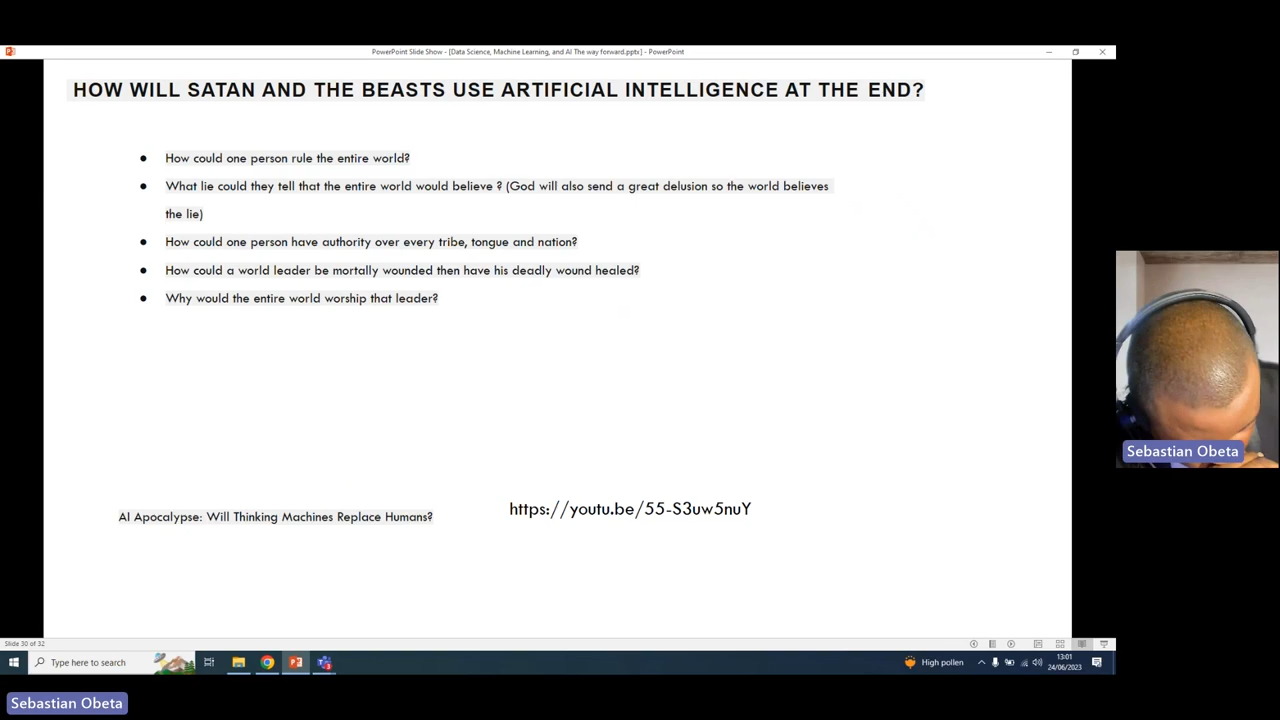 PowerPoint Slide Show - [Data Science, Machine Learning, and AI The way forward.pptx] - PowerPoint
HOW WILL SATAN AND THE BEASTS USE ARTIFICIAL INTELLIGENCE AT THE END?
● How could one person rule the entire world?
● What lie could they tell that the entire world would believe ? (God will also send a great delusion so the world believes
the lie)
● How could one person have authority over every tribe, tongue and nation?
● How could a world leader be mortally wounded then have his deadly wound healed?
● Why would the entire world worship that leader?
Sebastian Obeta
AI Apocalypse: Will Thinking Machines Replace Humans?
https://youtu.be/55-S3uw5nuY
Slide 30 of 32
Type here to search
High pollen
13:01
24/06/2023
Sebastian Obeta